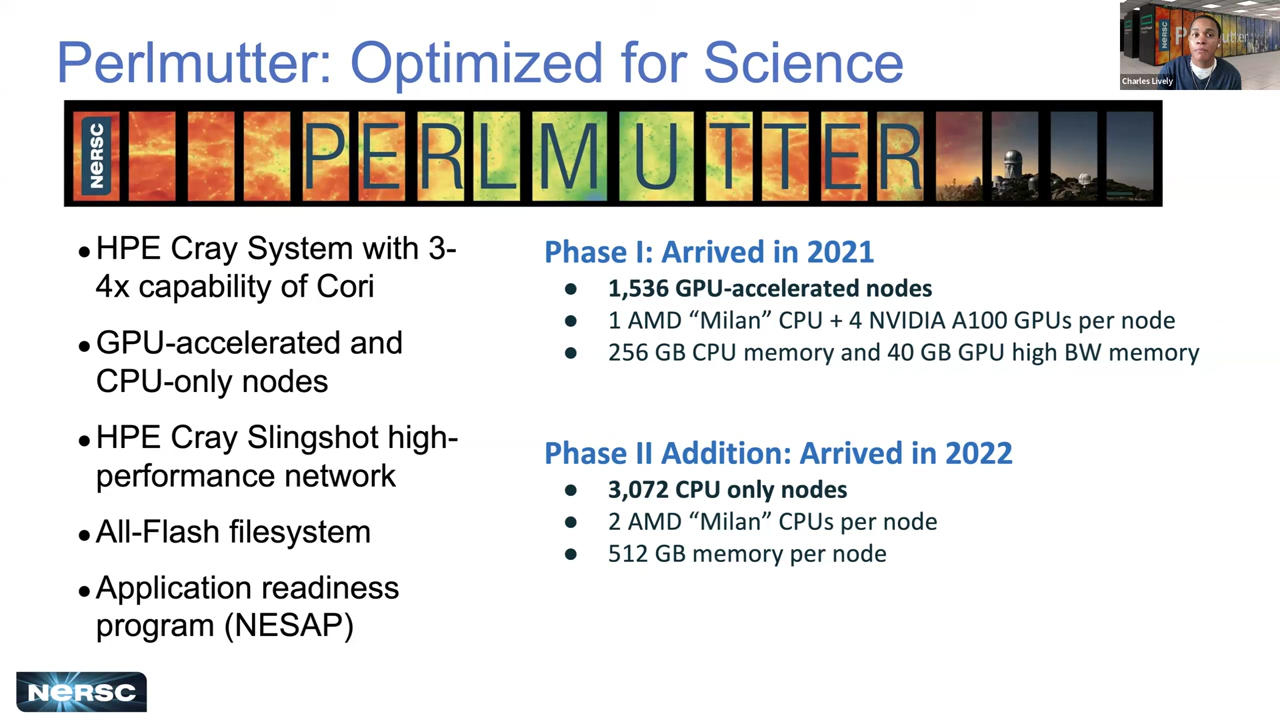 Perlmutter: Optimized for Science
NERSC
Perlmutter
Charles Lively
NERSC
PERLMUTTER
●HPE Cray System with 3-
4x capability of Cori
●GPU-accelerated and
CPU-only nodes
●HPE Cray Slingshot high-
performance network
●All-Flash filesystem
●Application readiness
program (NESAP)
Phase I: Arrived in 2021
● 1,536 GPU-accelerated nodes
● 1 AMD “Milan” CPU + 4 NVIDIA A100 GPUs per node
● 256 GB CPU memory and 40 GB GPU high BW memory
Phase II Addition: Arrived in 2022
● 3,072 CPU only nodes
● 2 AMD “Milan” CPUs per node
● 512 GB memory per node
NERSC